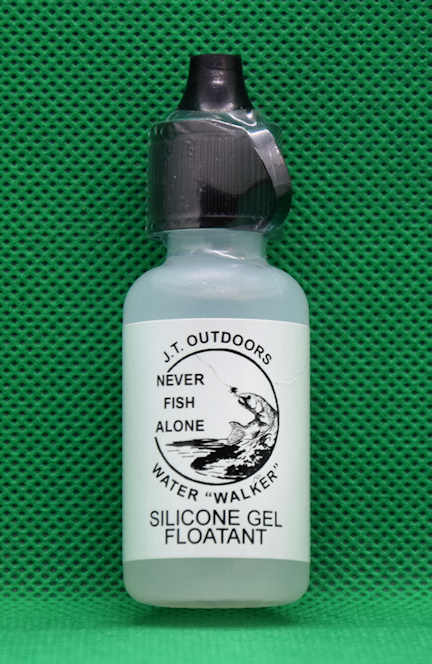 J.T. OUTDOORS
NEVER
FISH
ALONE
WATER "WALKER"
SILICONE GEL
FLOATANT